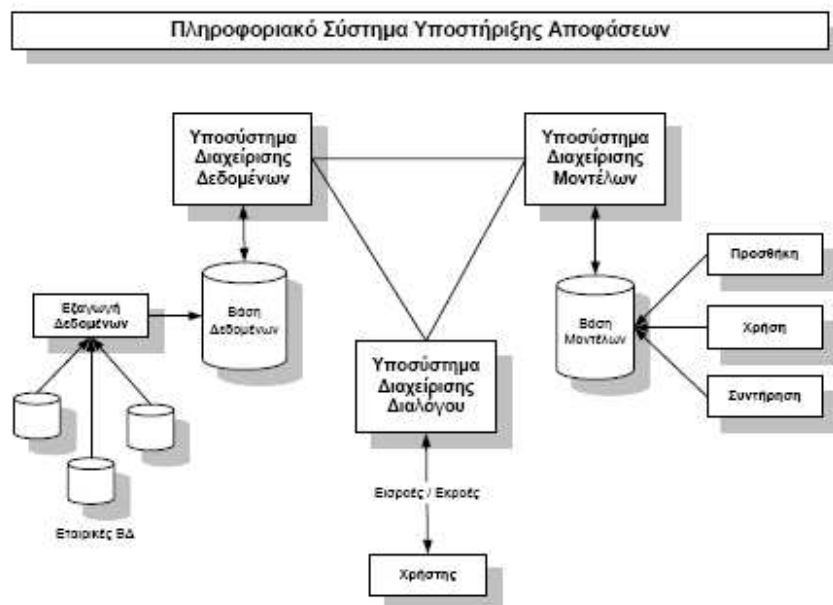 Πληροφοριακό Σύστημα Υποστήριξης Αποφάσεων
Υποσύστημα
Διαχείρισης
Δεδομένων
Υποσύστημα
Διαχείρισης
Μοντέλων
Προσθήκη
Εξαγωγή
Δεδομένων
Βάση
Δεδομένων
Βάση
Μοντέλων
Χρήση
Υποσύστημα
Διαχείρισης
Διαλόγου
Συντήρηση
Εισροές / Εκροές
Εταιρικές ΒΔ
Χρήστης